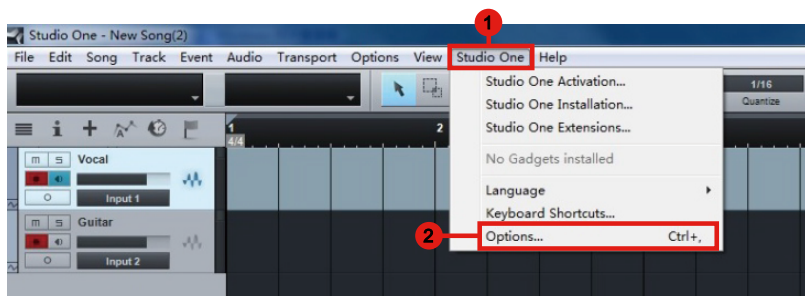 1
Studio One - New Song(2)
File Edit Song Track Event Audio Transport Options View Studio One Help
Studio One Activation...
Studio One Installation...
Studio One Extensions...
No Gadgets installed
Language
Keyboard Shortcuts...
2 Options... Ctrl+,
1/16
Quantize
1 2
4/4
m s Vocal
Input 1
m s Guitar
Input 2